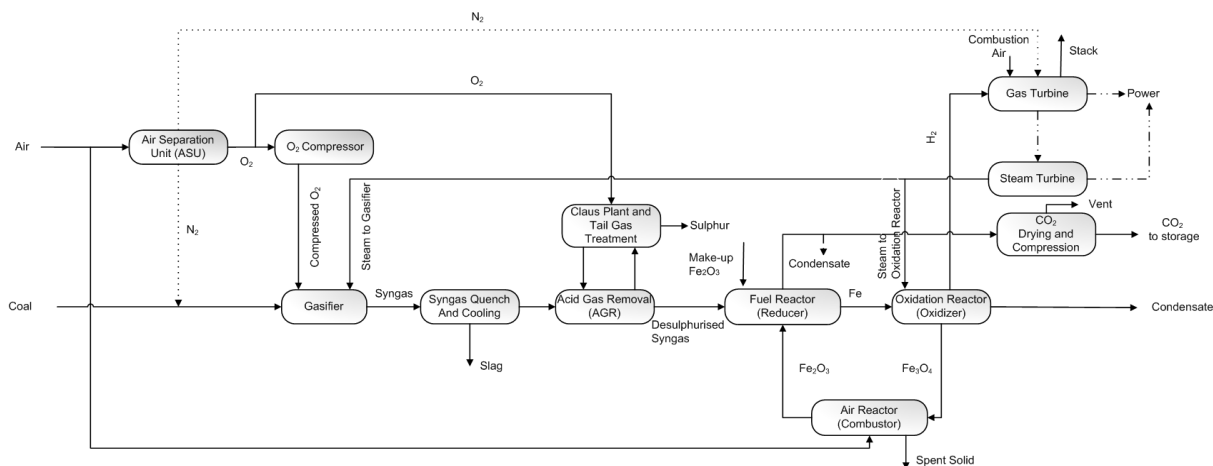 N₂
Combustion
Air
Stack
O₂
Gas Turbine
Power
Air
Air Separation
Unit (ASU)
O₂
O₂ Compressor
H₂
Steam Turbine
Compressed O₂
Steam to Gasifier
Claus Plant and
Tail Gas
Treatment
Sulphur
Steam to
Oxidation Reactor
Vent
CO₂
Drying and
Compression
CO₂
to storage
N₂
Make-up
Fe₂O₃
Condensate
Coal
Gasifier
Syngas
Syngas Quench
And Cooling
Acid Gas Removal
(AGR)
Desulphurised
Syngas
Fuel Reactor
(Reducer)
Fe
Oxidation Reactor
(Oxidizer)
Condensate
Slag
Fe₂O₃
Fe₃O₄
Air Reactor
(Combustor)
Spent Solid